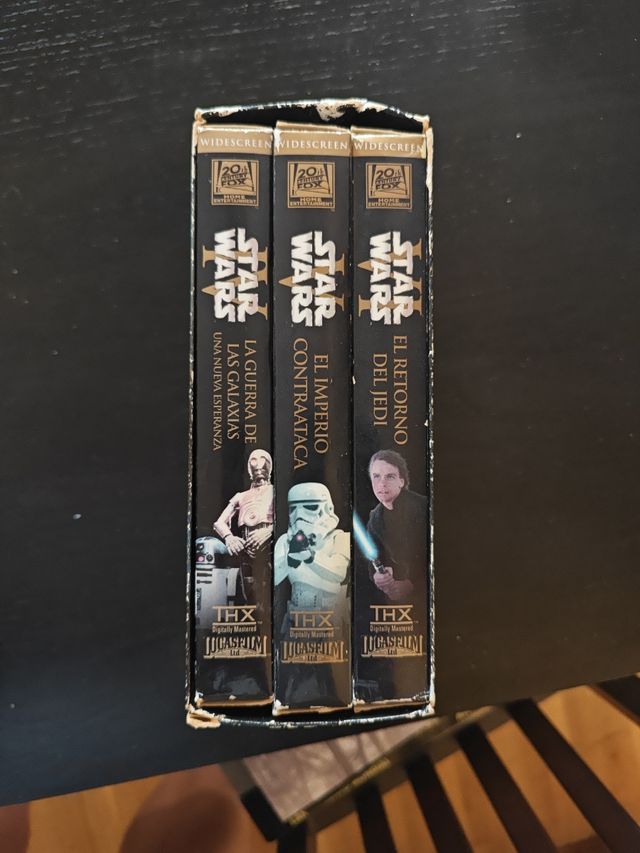 WIDESCREEN
20TH
CENTURY
FOX
HOME
ENTERTAINMENT
STAR
WARS
IV
LA GUERRA DE
LAS GALAXIAS
UNA NUEVA ESPERANZA
THX
Digitally Mastered
LUCASFILM
Ltd
WIDESCREEN
20TH
CENTURY
FOX
HOME
ENTERTAINMENT
STAR
WARS
V
EL IMPERIO
CONTRAATACA
THX
Digitally Mastered
LUCASFILM
Ltd
WIDESCREEN
20TH
CENTURY
FOX
HOME
ENTERTAINMENT
STAR
WARS
VI
EL RETORNO
DEL JEDI
THX
Digitally Mastered
LUCASFILM
Ltd